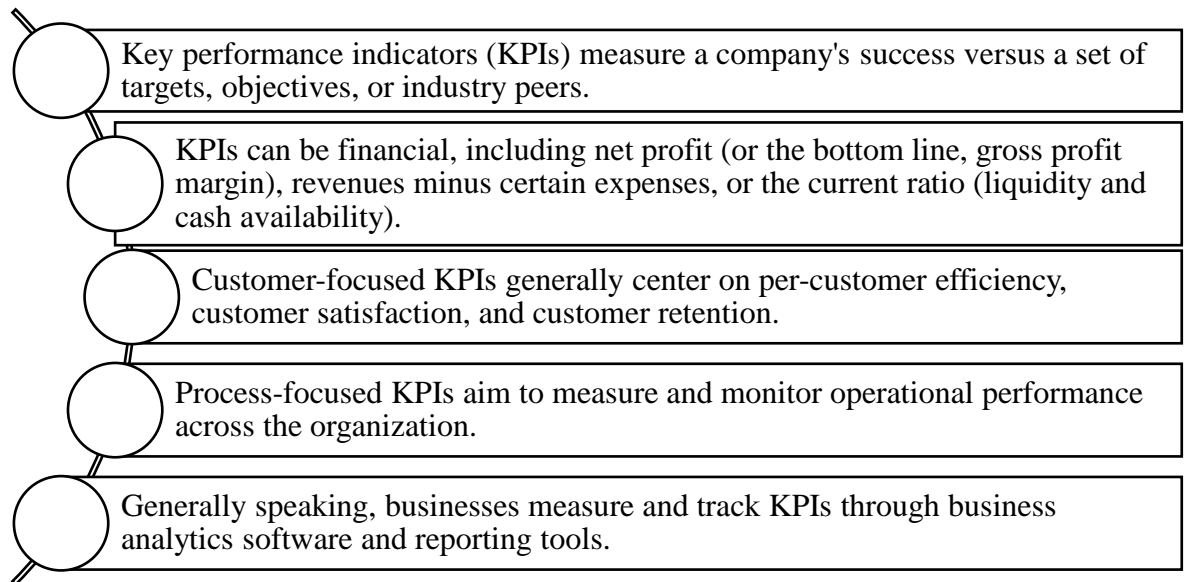 Key performance indicators (KPIs) measure a company's success versus a set of
targets, objectives, or industry peers.
KPIs can be financial, including net profit (or the bottom line, gross profit
margin), revenues minus certain expenses, or the current ratio (liquidity and
cash availability).
Customer-focused KPIs generally center on per-customer efficiency,
customer satisfaction, and customer retention.
Process-focused KPIs aim to measure and monitor operational performance
across the organization.
Generally speaking, businesses measure and track KPIs through business
analytics software and reporting tools.